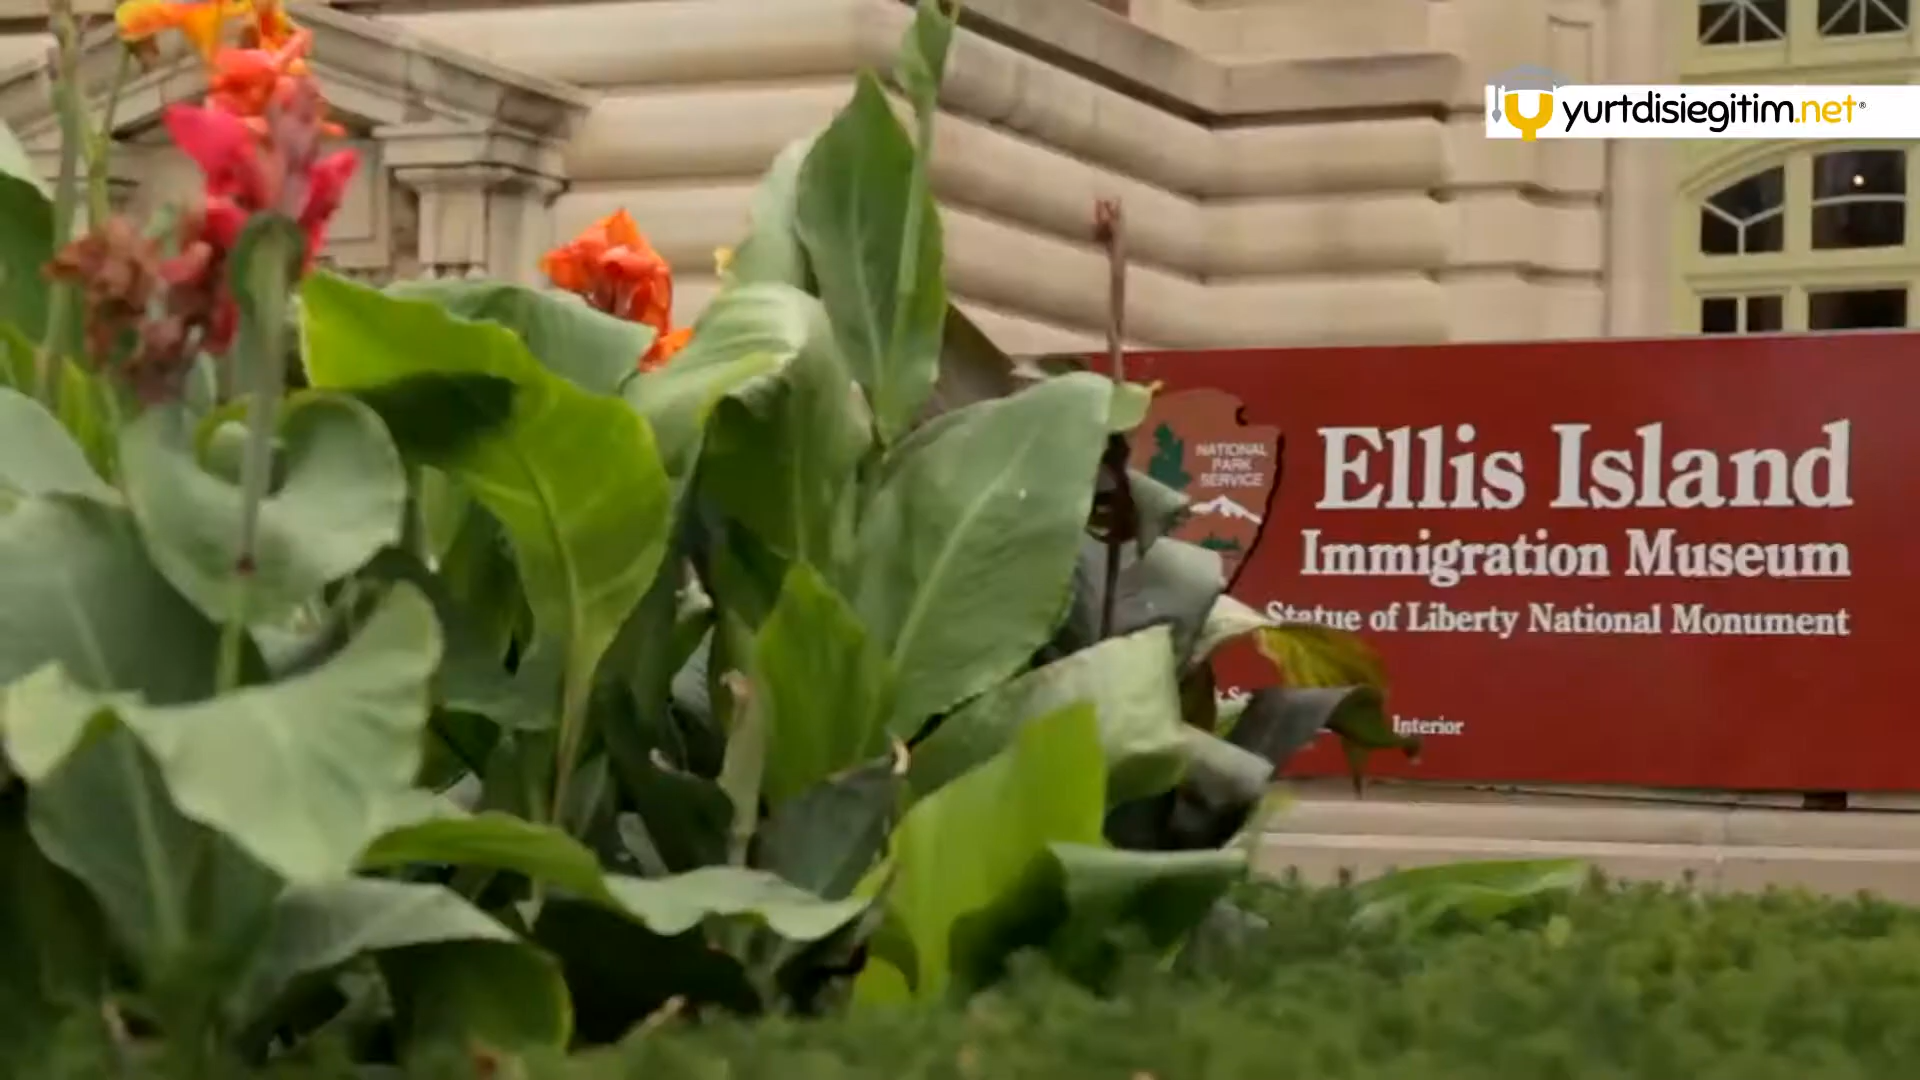 yurtdisiegitim.net®
NATIONAL
PARK
SERVICE
Ellis Island
Immigration Museum
Statue of Liberty National Monument
Interior